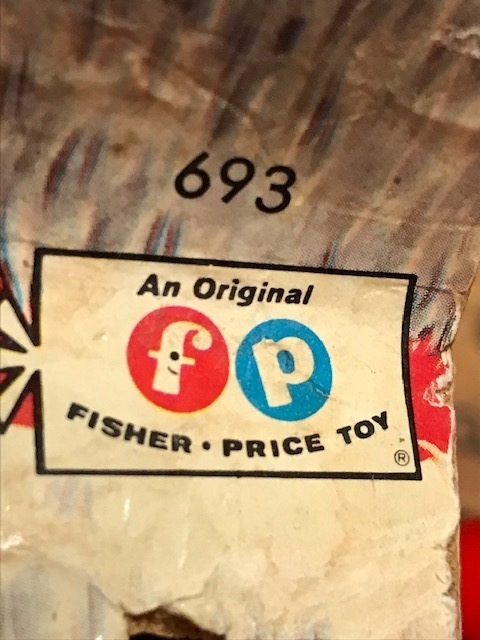 693
An Original
fp
FISHER • PRICE TOY
®